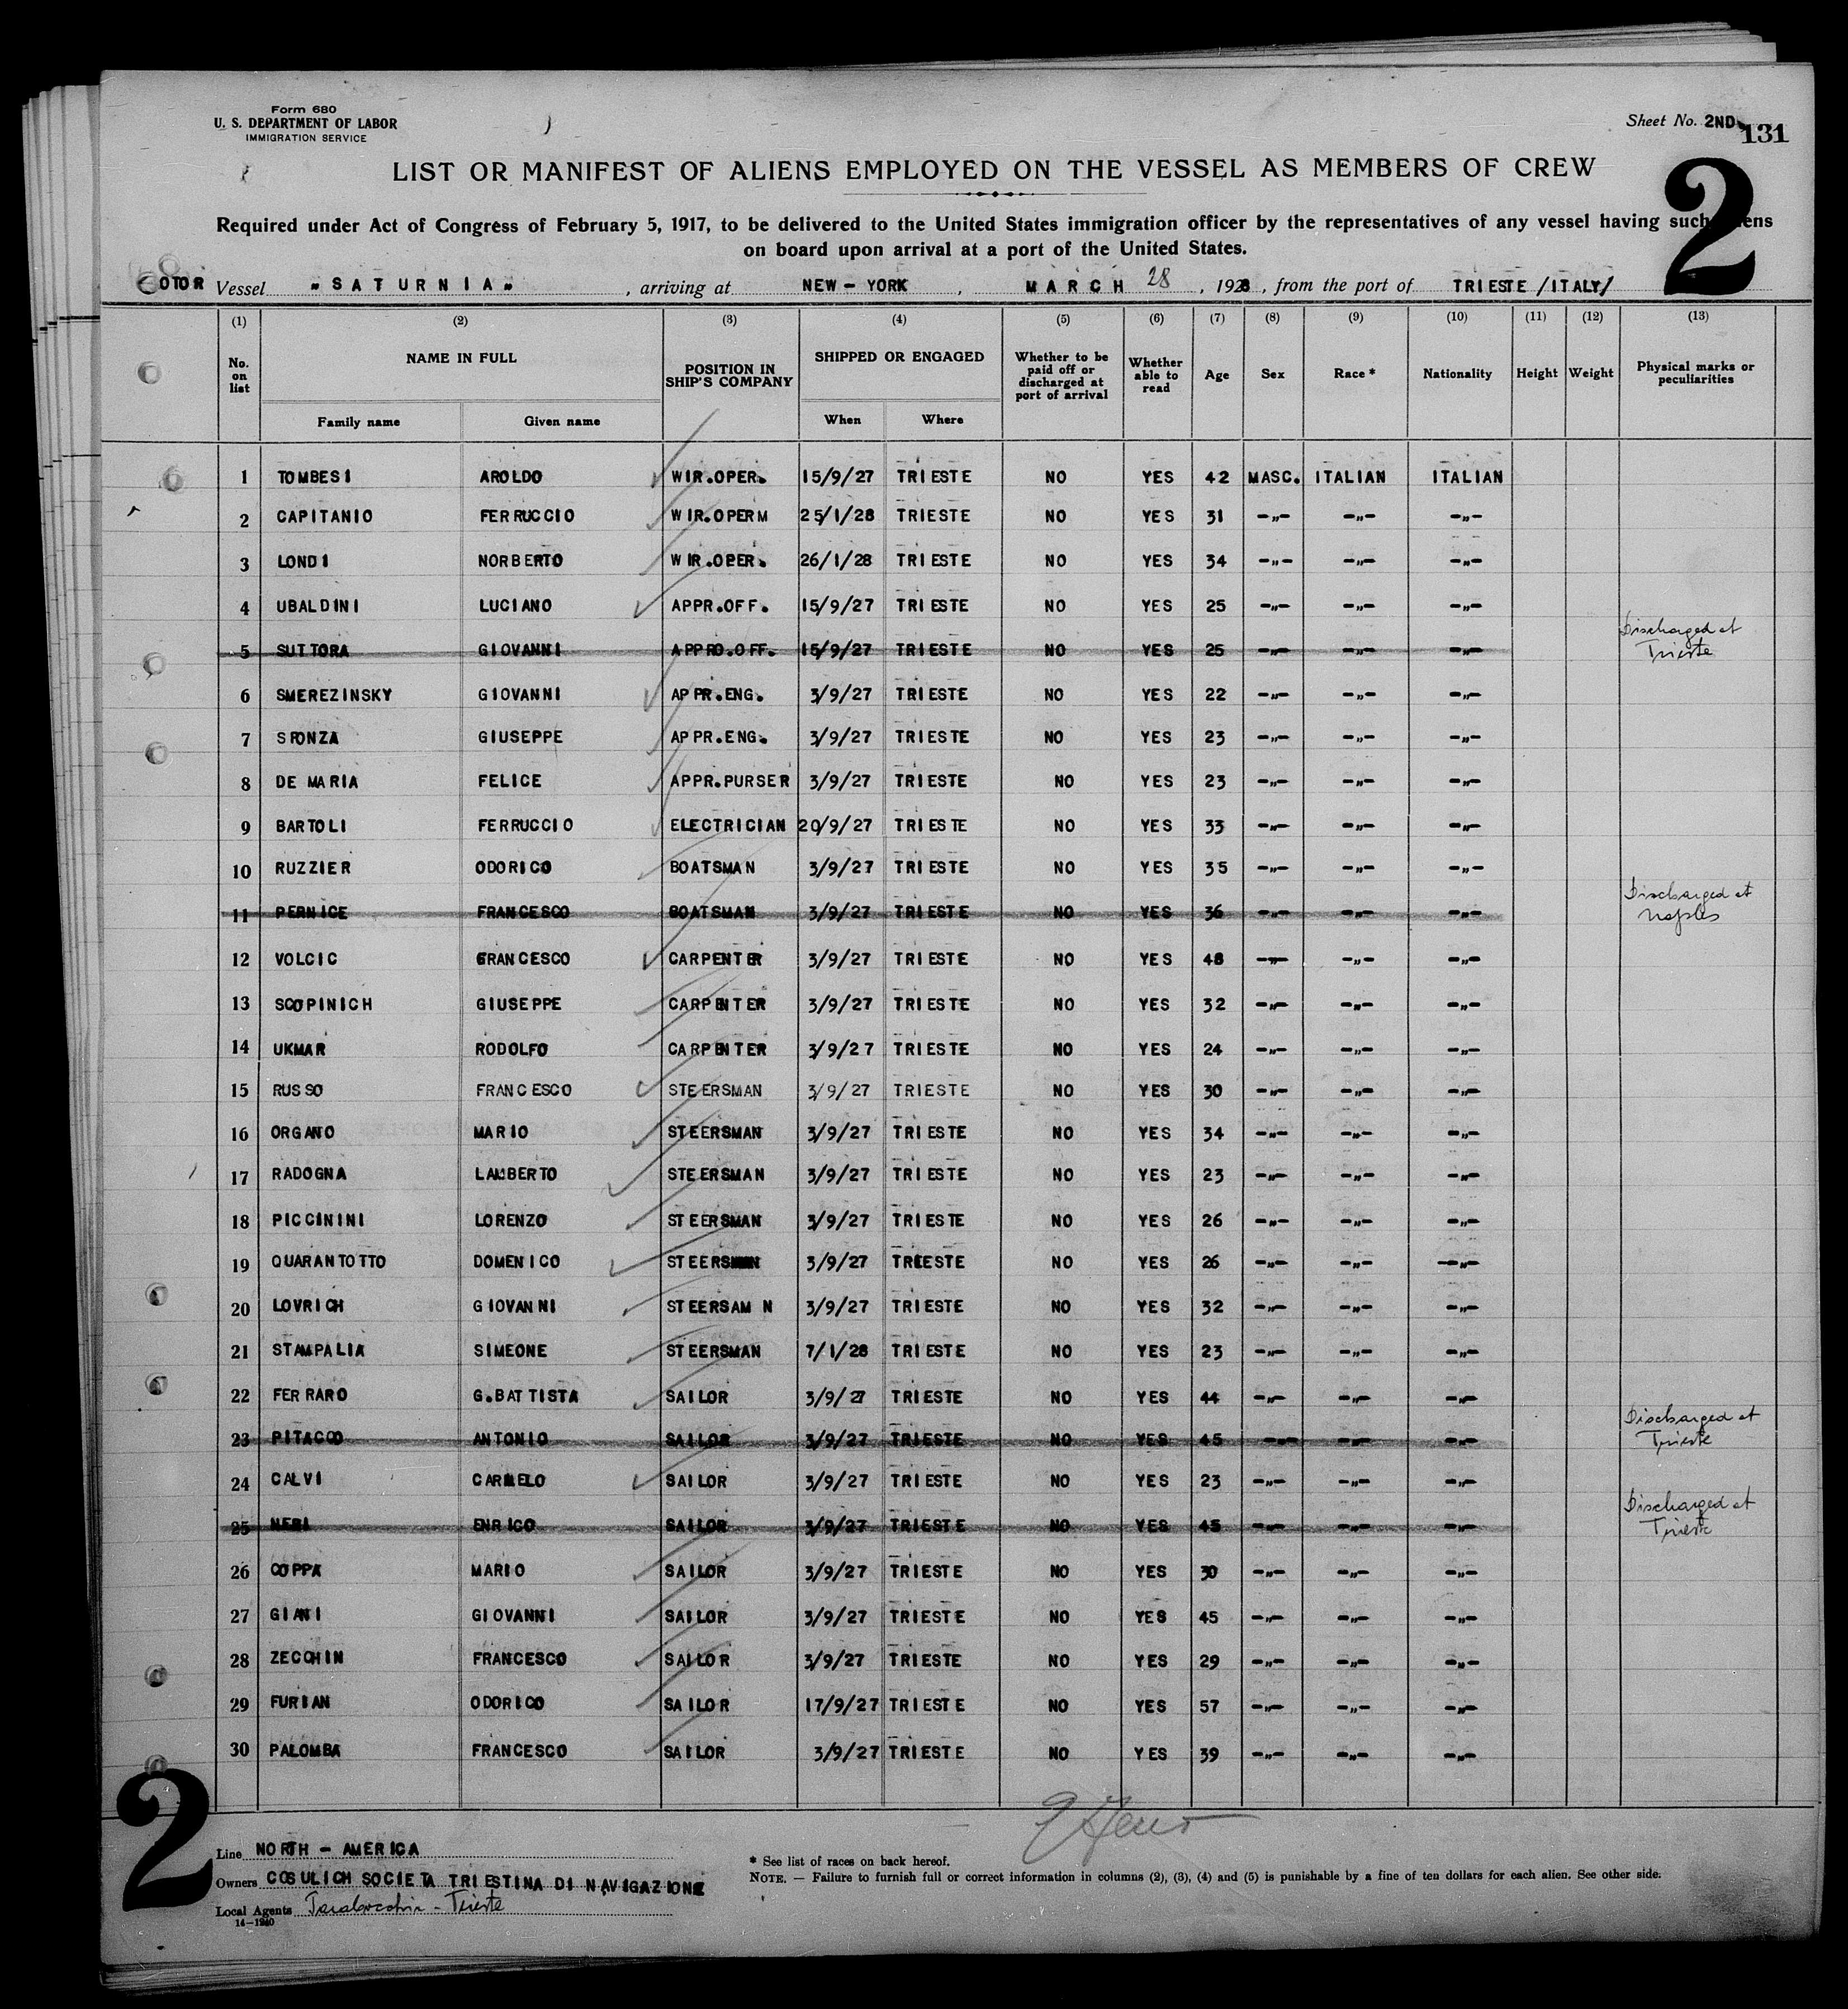 Form 680
U. S. DEPARTMENT OF LABOR
IMMIGRATION SERVICE
Sheet No. 2ND
131
2
LIST OR MANIFEST OF ALIENS EMPLOYED ON THE VESSEL AS MEMBERS OF CREW
Required under Act of Congress of February 5, 1917, to be delivered to the United States immigration officer by the representatives of any vessel having such
on board upon arrival at a port of the United States.
OTOR Vessel "SATURNIA", arriving at NEW-YORK, MARCH 28, 1928, from the port of TRIESTE /ITALY/
(1) (2) (3) (4) (5) (6) (7) (8) (9) (10) (11) (12) (13)
No. on list NAME IN FULL POSITION IN SHIP'S COMPANY SHIPPED OR ENGAGED Whether to be paid off or discharged at port of arrival Whether able to read Age Sex Race * Nationality Height Weight Physical marks or peculiarities
Family name Given name When Where
1 TOMBESI AROLDO WIR.OPER. 15/9/27 TRIESTE NO YES 42 MASC. ITALIAN ITALIAN
2 CAPITANIO FERRUCCIO WIR.OPERM 25/1/28 TRIESTE NO YES 31 -"- -"- -"-
3 LONDI NORBERTO WIR.OPER. 26/1/28 TRIESTE NO YES 34 -"- -"- -"-
4 UBALDINI LUCIANO APPR.OFF. 15/9/27 TRIESTE NO YES 25 -"- -"- -"-
5 SUTTORA GIOVANNI APPRO.OFF. 15/9/27 TRIESTE NO YES 25 -"- -"- -"- Discharged at Trieste
6 SMEREZINSKY GIOVANNI APPR.ENG. 3/9/27 TRIESTE NO YES 22 -"- -"- -"-
7 SPONZA GIUSEPPE APPR.ENG. 3/9/27 TRIESTE NO YES 23 -"- -"- -"-
8 DE MARIA FELICE APPR.PURSER 3/9/27 TRIESTE NO YES 23 -"- -"- -"-
9 BARTOLI FERRUCCIO ELECTRICIAN 20/9/27 TRIESTE NO YES 33 -"- -"- -"-
10 RUZZIER ODORICO BOATSMAN 3/9/27 TRIESTE NO YES 35 -"- -"- -"-
11 PERNICE FRANCESCO BOATSMAN 3/9/27 TRIESTE NO YES 36 -"- -"- -"- Discharged at Naples
12 VOLCIC FRANCESCO CARPENTER 3/9/27 TRIESTE NO YES 48 -"- -"- -"-
13 SCOPINICH GIUSEPPE CARPENTER 3/9/27 TRIESTE NO YES 32 -"- -"- -"-
14 UKMAR RODOLFO CARPENTER 3/9/27 TRIESTE NO YES 24 -"- -"- -"-
15 RUSSO FRANCESCO STEERSMAN 3/9/27 TRIESTE NO YES 30 -"- -"- -"-
16 ORGANO MARIO STEERSMAN 3/9/27 TRIESTE NO YES 34 -"- -"- -"-
17 RADOGNA LAMBERTO STEERSMAN 3/9/27 TRIESTE NO YES 23 -"- -"- -"-
18 PICCININI LORENZO STEERSMAN 3/9/27 TRIESTE NO YES 26 -"- -"- -"-
19 QUARANTOTTO DOMENICO STEERSMAN 3/9/27 TRIESTE NO YES 26 -"- -"- -"-
20 LOVRICH GIOVANNI STEERSAMN 3/9/27 TRIESTE NO YES 32 -"- -"- -"-
21 STAMPALIA SIMEONE STEERSMAN 7/1/28 TRIESTE NO YES 23 -"- -"- -"-
22 FERRARO G.BATTISTA SAILOR 3/9/27 TRIESTE NO YES 44 -"- -"- -"-
23 PITACCO ANTONIO SAILOR 3/9/27 TRIESTE NO YES 45 -"- -"- -"- Discharged at Trieste
24 CALVI CARMELO SAILOR 3/9/27 TRIESTE NO YES 23 -"- -"- -"-
25 NERI ENRICO SAILOR 3/9/27 TRIESTE NO YES 45 -"- -"- -"- Discharged at Trieste
26 COPPA MARIO SAILOR 3/9/27 TRIESTE NO YES 30 -"- -"- -"-
27 GIANI GIOVANNI SAILOR 3/9/27 TRIESTE NO YES 45 -"- -"- -"-
28 ZECCHIN FRANCESCO SAILOR 3/9/27 TRIESTE NO YES 29 -"- -"- -"-
29 FURIAN ODORICO SAILOR 17/9/27 TRIESTE NO YES 57 -"- -"- -"-
30 PALOMBA FRANCESCO SAILOR 3/9/27 TRIESTE NO YES 39 -"- -"- -"-
2
Line NORTH - AMERICA
Owners COSULICH SOCIETA TRIESTINA DI NAVIGAZIONE
Local Agents Trieste
14-1240
* See list of races on back hereof.
NOTE. — Failure to furnish full or correct information in columns (2), (3), (4) and (5) is punishable by a fine of ten dollars for each alien. See other side.